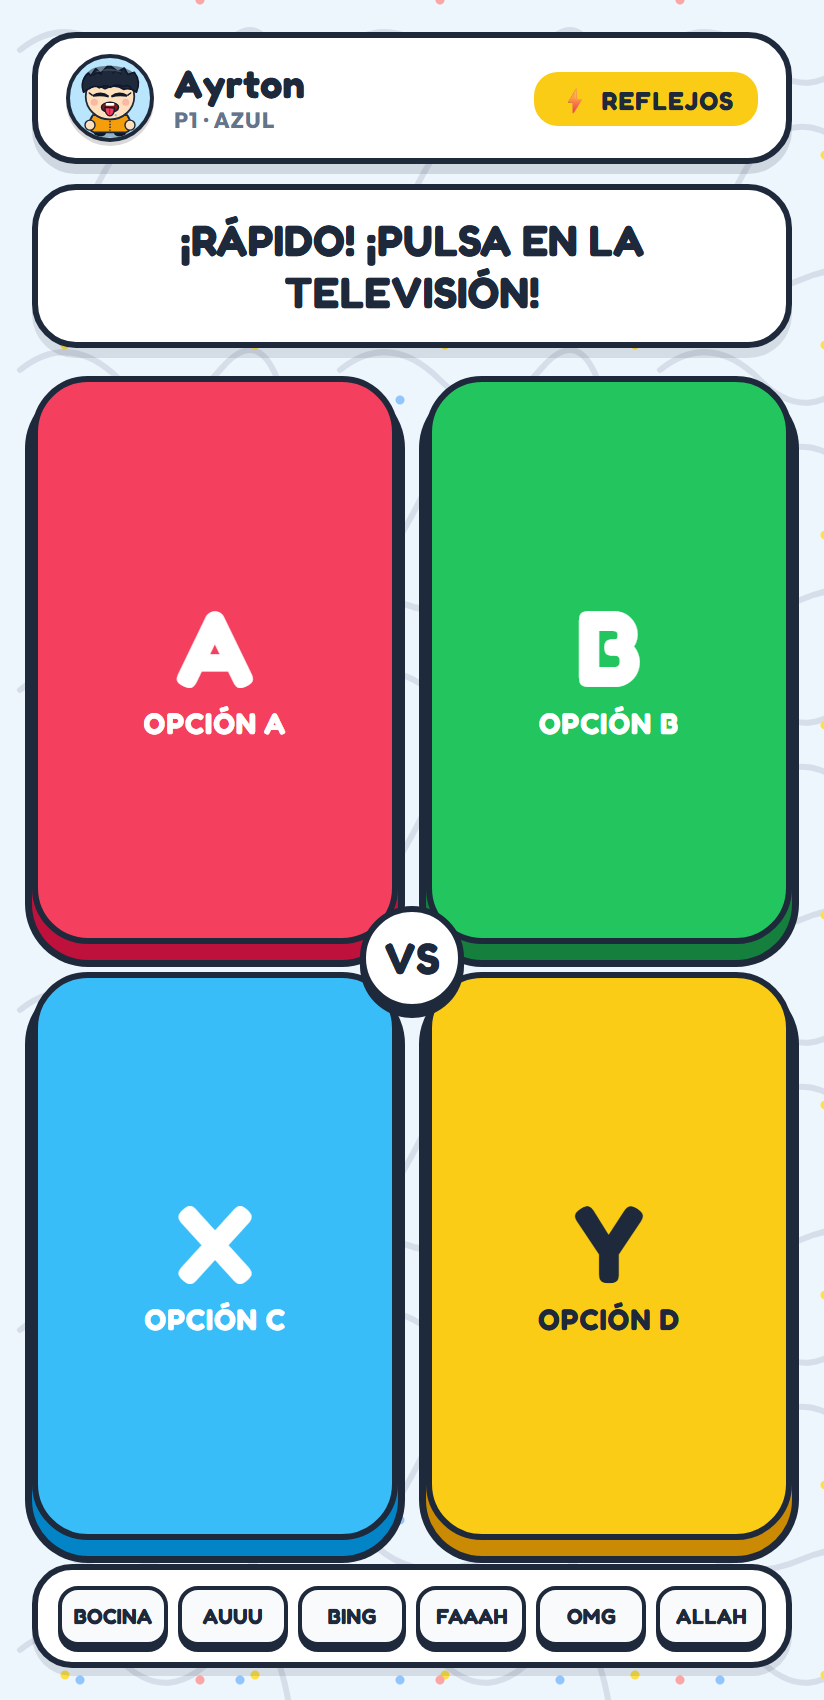 Ayrton
P1 · AZUL
REFLEJOS
¡RÁPIDO! ¡PULSA EN LA
TELEVISIÓN!
A
OPCIÓN A
B
OPCIÓN B
VS
X
OPCIÓN C
Y
OPCIÓN D
BOCINA
AUUU
BING
FAAAH
OMG
ALLAH